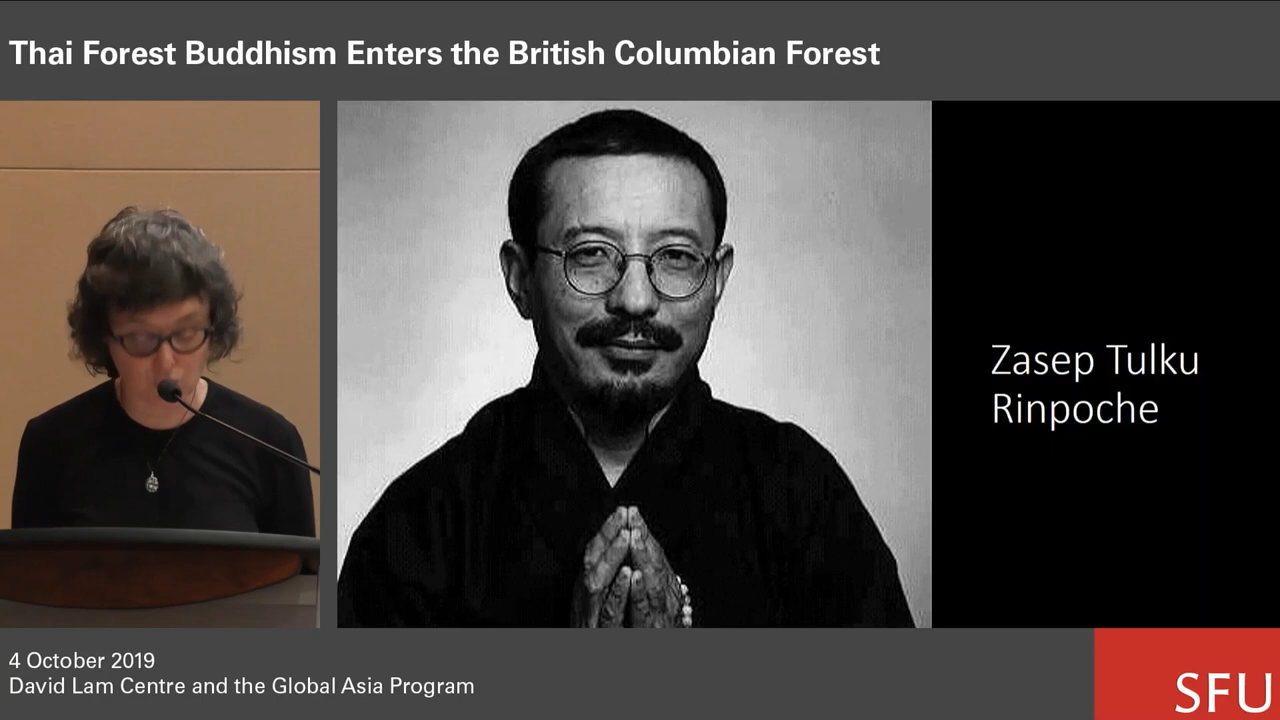 Thai Forest Buddhism Enters the British Columbian Forest
Zasep Tulku
Rinpoche
4 October 2019
David Lam Centre and the Global Asia Program
SFU